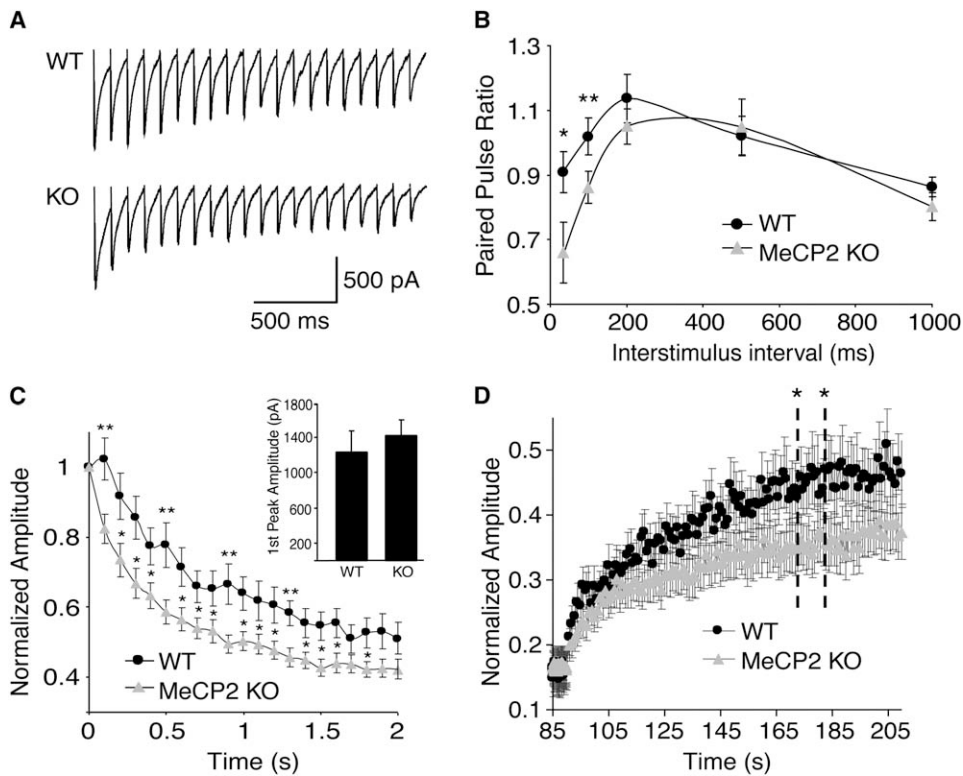 A
WT
KO
500 pA
500 ms
B
1.3
1.1
0.9
0.7
0.5
Paired Pulse Ratio
*
**
WT
MeCP2 KO
0
200
400
600
800
1000
Interstimulus interval (ms)
C
1
0.8
0.6
0.4
Normalized Amplitude
**
*
*
*
**
*
*
*
**
*
*
*
**
*
*
*
*
WT
MeCP2 KO
0
0.5
1
1.5
2
Time (s)
1st Peak Amplitude (pA)
1800
1400
1000
600
200
WT
KO
D
* *
0.5
0.4
0.3
0.2
0.1
Normalized Amplitude
WT
MeCP2 KO
85
105
125
145
165
185
205
Time (s)